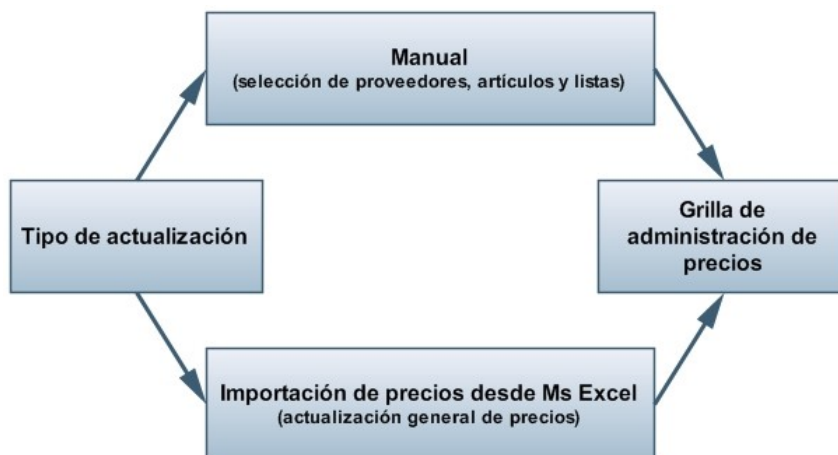 Manual
(selección de proveedores, artículos y listas)
Tipo de actualización
Grilla de
administración de
precios
Importación de precios desde Ms Excel
(actualización general de precios)